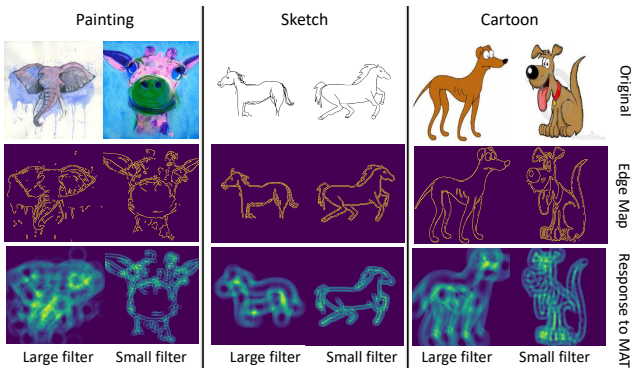 Painting
Sketch
Cartoon
Original
Edge Map
Response to MAT
Large filter
Small filter
Large filter
Small filter
Large filter
Small filter